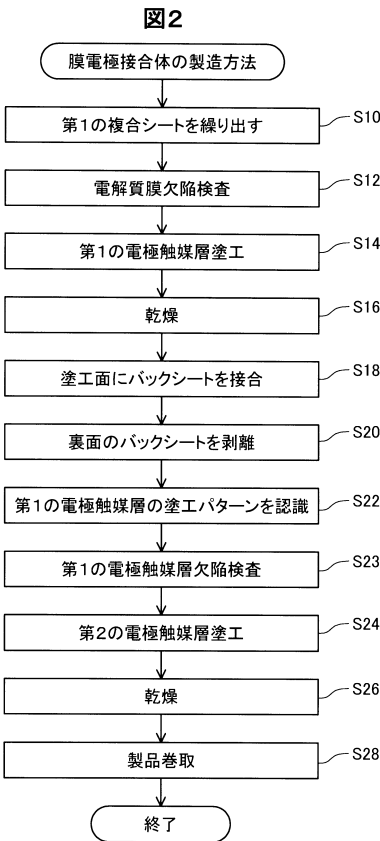 図2
膜電極接合体の製造方法
第1の複合シートを繰り出す
S10
電解質膜欠陥検査
S12
第1の電極触媒層塗工
S14
乾燥
S16
塗工面にバックシートを接合
S18
裏面のバックシートを剥離
S20
第1の電極触媒層の塗工パターンを認識
S22
第1の電極触媒層欠陥検査
S23
第2の電極触媒層塗工
S24
乾燥
S26
製品巻取
S28
終了